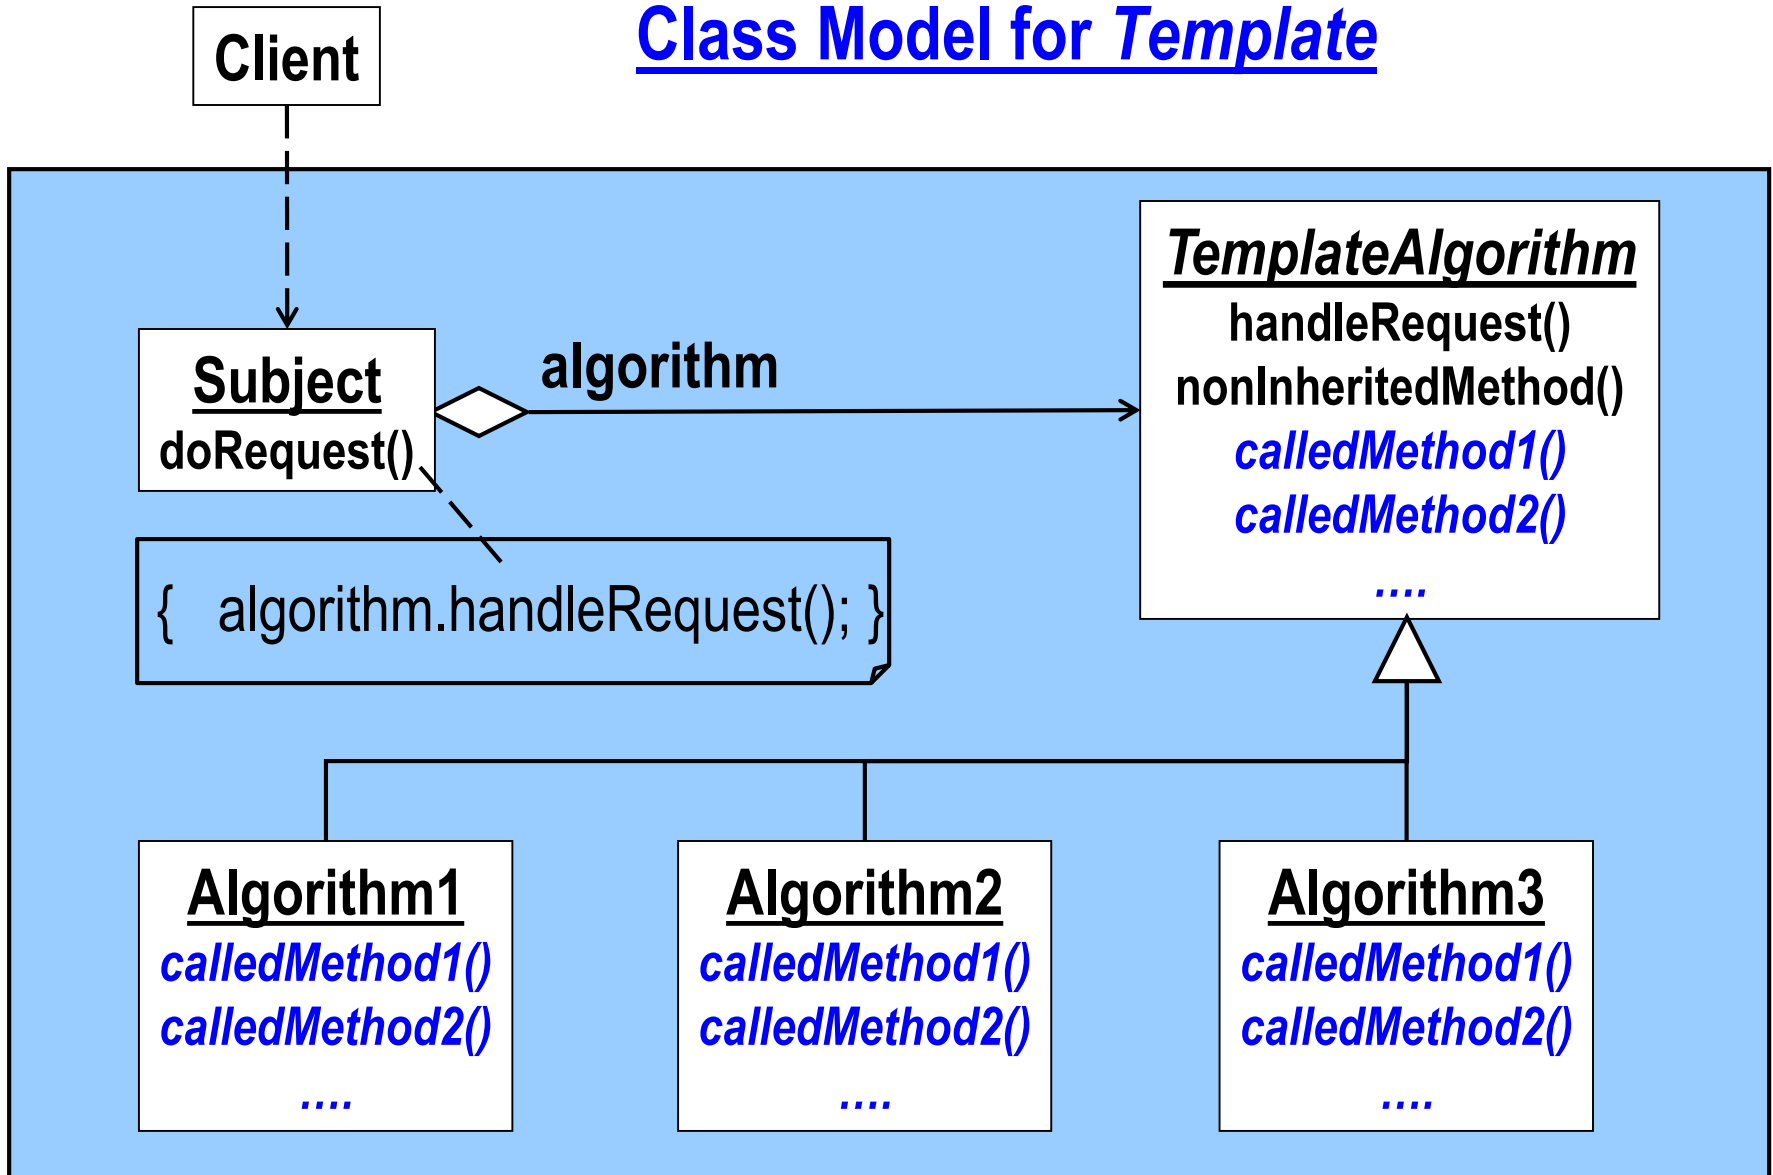 Class Model for Template
Client
Subject
doRequest()
algorithm
TemplateAlgorithm
handleRequest()
nonInheritedMethod()
calledMethod1()
calledMethod2()
....
{ algorithm.handleRequest(); }
Algorithm1
calledMethod1()
calledMethod2()
....
Algorithm2
calledMethod1()
calledMethod2()
....
Algorithm3
calledMethod1()
calledMethod2()
....